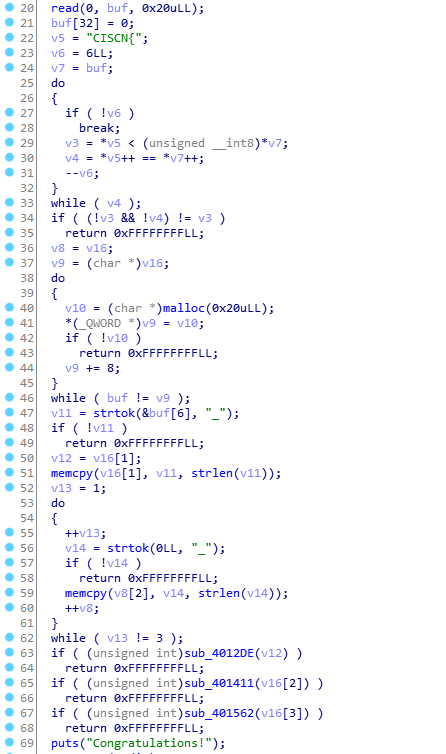 20 read(0, buf, 0x20uLL);
21 buf[32] = 0;
22 v5 = "CISCN{";
23 v6 = 6LL;
24 v7 = buf;
25 do
26 {
27 if ( !v6 )
28 break;
29 v3 = *v5 < (unsigned __int8)*v7;
30 v4 = *v5++ == *v7++;
31 --v6;
32 }
33 while ( v4 );
34 if ( (!v3 && !v4) != v3 )
35 return 0xFFFFFFFFLL;
36 v8 = v16;
37 v9 = (char *)v16;
38 do
39 {
40 v10 = (char *)malloc(0x20uLL);
41 *(_QWORD *)v9 = v10;
42 if ( !v10 )
43 return 0xFFFFFFFFLL;
44 v9 += 8;
45 }
46 while ( buf != v9 );
47 v11 = strtok(&buf[6], "_");
48 if ( !v11 )
49 return 0xFFFFFFFFLL;
50 v12 = v16[1];
51 memcpy(v16[1], v11, strlen(v11));
52 v13 = 1;
53 do
54 {
55 ++v13;
56 v14 = strtok(0LL, "_");
57 if ( !v14 )
58 return 0xFFFFFFFFLL;
59 memcpy(v8[2], v14, strlen(v14));
60 ++v8;
61 }
62 while ( v13 != 3 );
63 if ( (unsigned int)sub_4012DE(v12) )
64 return 0xFFFFFFFFLL;
65 if ( (unsigned int)sub_401411(v16[2]) )
66 return 0xFFFFFFFFLL;
67 if ( (unsigned int)sub_401562(v16[3]) )
68 return 0xFFFFFFFFLL;
69 puts("Congratulations!");